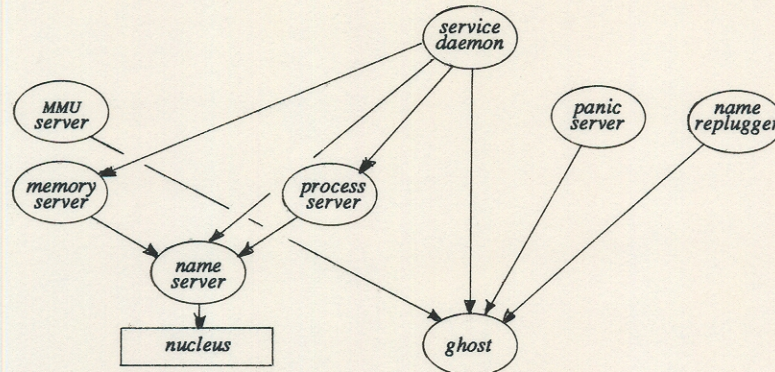 service
daemon
MMU
server
panic
server
name
replugger
memory
server
process
server
name
server
nucleus
ghost